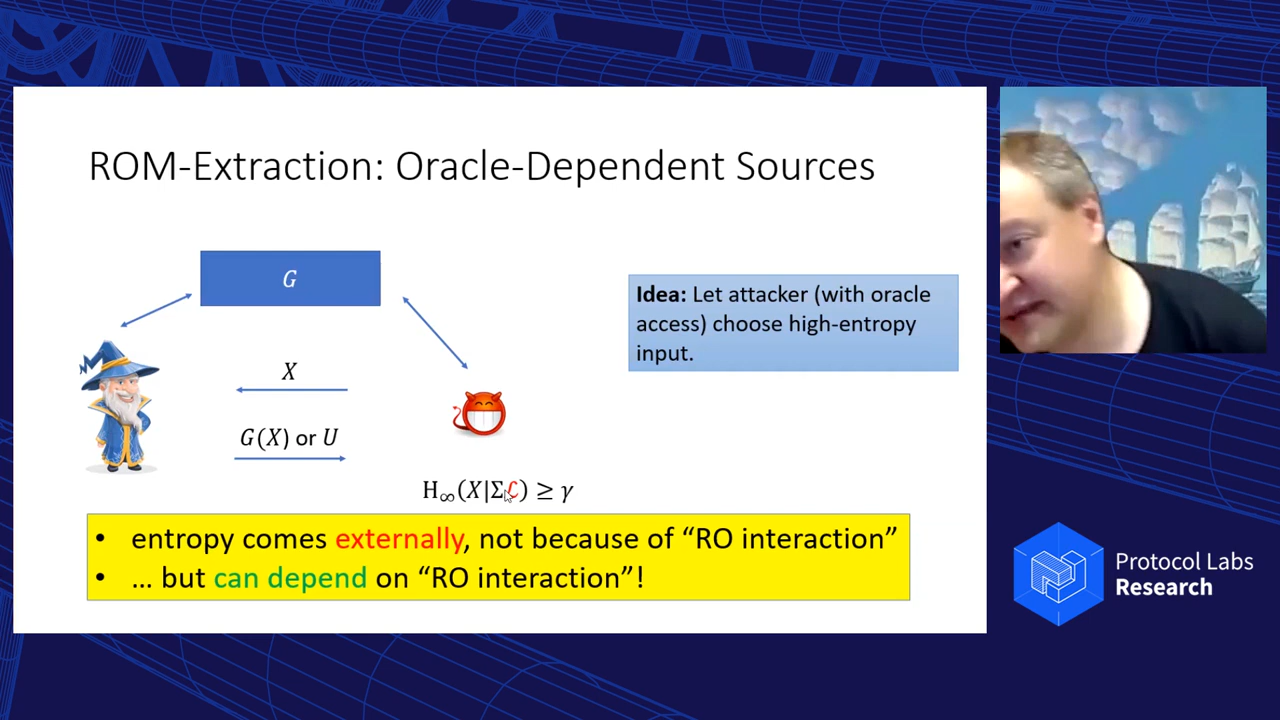 ROM-Extraction: Oracle-Dependent Sources
G
Idea: Let attacker (with oracle
access) choose high-entropy
input.
X
G(X) or U
H∞(X|Σℒ) ≥ γ
• entropy comes externally, not because of “RO interaction”
• … but can depend on “RO interaction”!
Protocol Labs
Research